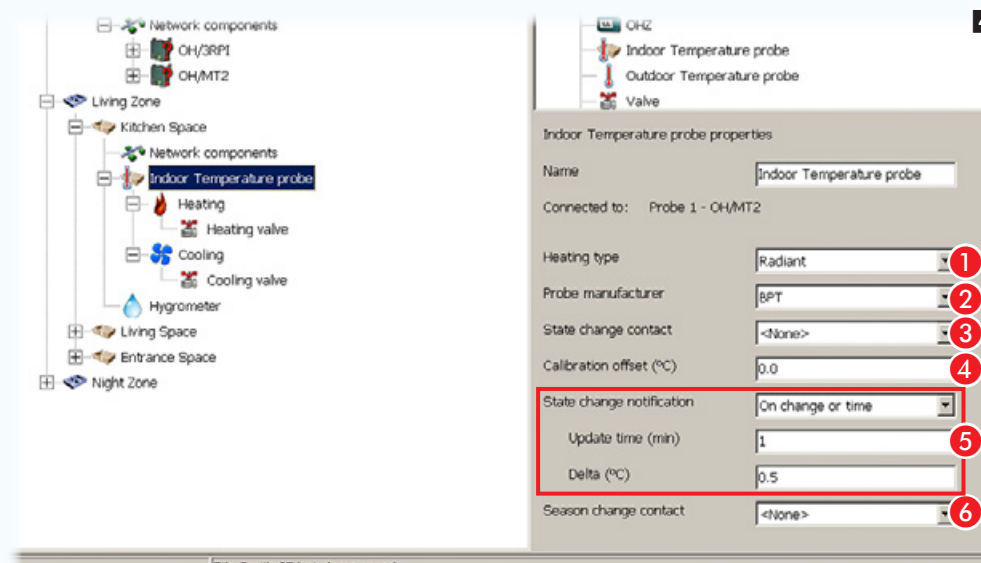 Network components
OH/3RPI
OH/MT2
Living Zone
Kitchen Space
Network components
Indoor Temperature probe
Heating
Heating valve
Cooling
Cooling valve
Hygrometer
Living Space
Entrance Space
Night Zone
OHZ
Indoor Temperature probe
Outdoor Temperature probe
Valve
Indoor Temperature probe properties
Name Indoor Temperature probe
Connected to: Probe 1 - OH/MT2
Heating type Radiant 1
Probe manufacturer BPT 2
State change contact <None> 3
Calibration offset (ºC) 0.0 4
State change notification On change or time
Update time (min) 1 5
Delta (ºC) 0.5
Season change contact <None> 6